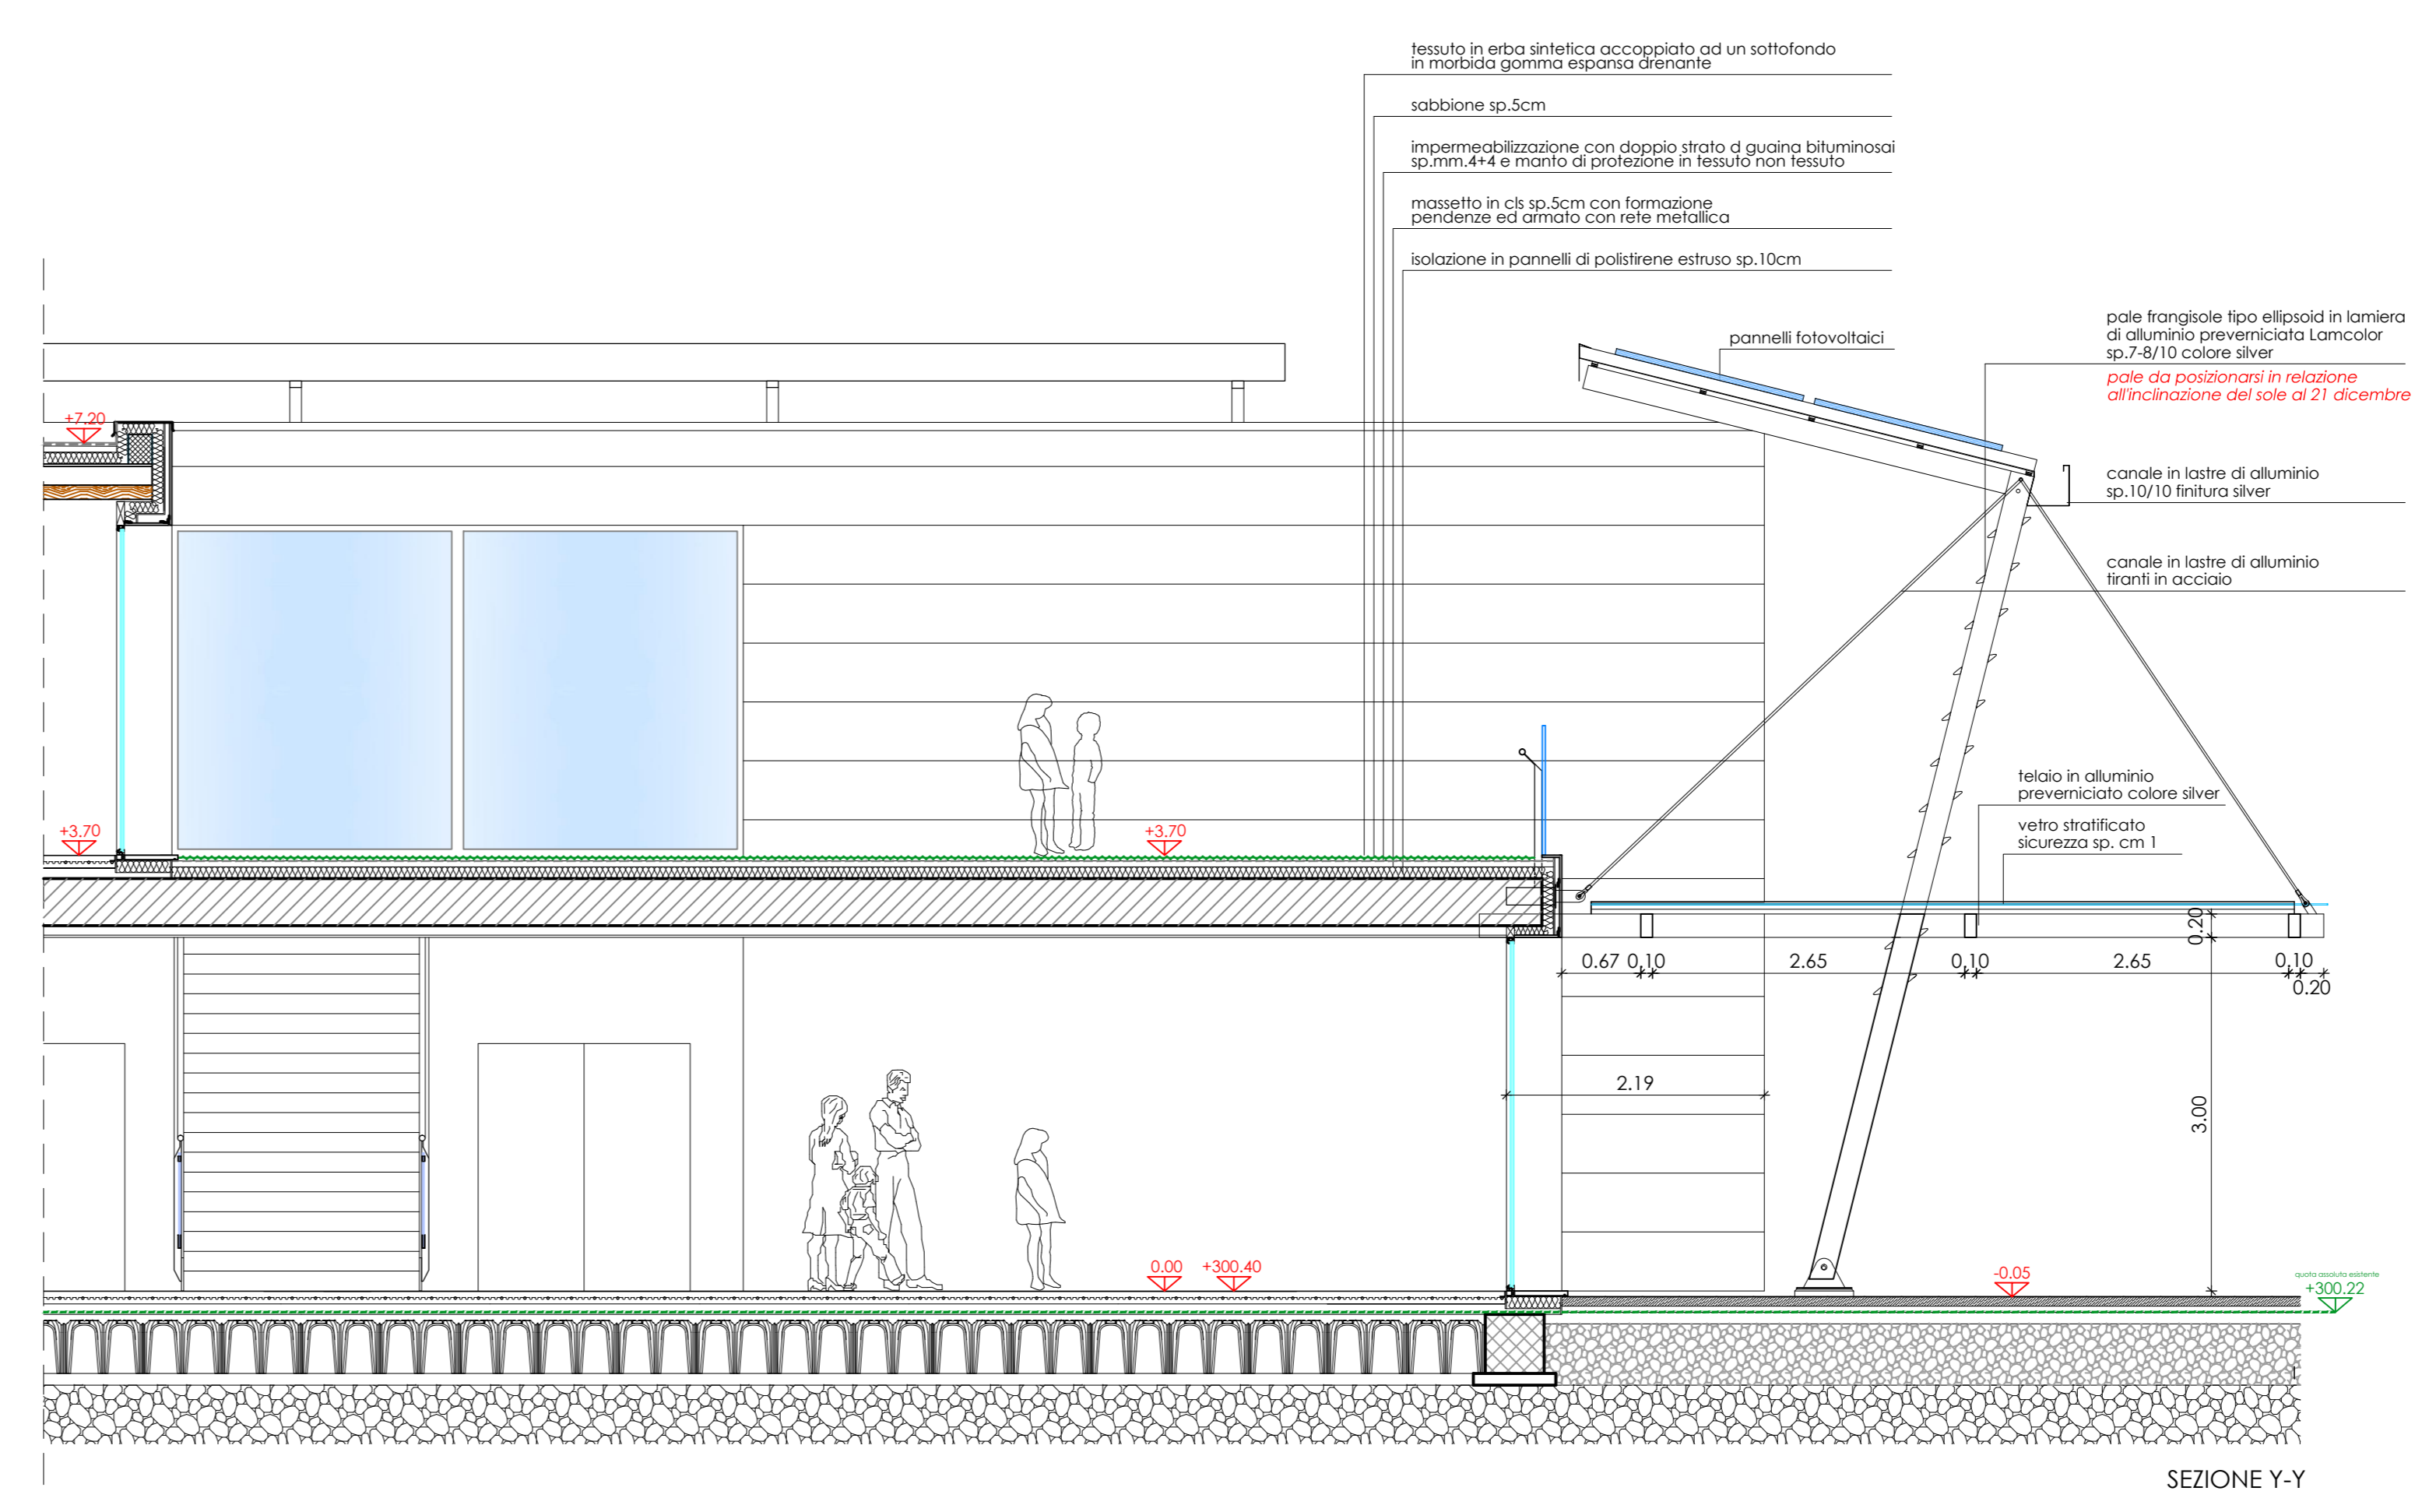 tessuto in erba sintetica accoppiato ad un sottofondo
in morbida gomma espansa drenante
sabbione sp.5cm
impermeabilizzazione con doppio strato d guaina bituminosai
sp.mm.4+4 e manto di protezione in tessuto non tessuto
massetto in cls sp.5cm con formazione
pendenze ed armato con rete metallica
isolazione in pannelli di polistirene estruso sp.10cm
pannelli fotovoltaici
pale frangisole tipo ellipsoid in lamiera
di alluminio preverniciata Lamcolor
sp.7-8/10 colore silver
pale da posizionarsi in relazione
all'inclinazione del sole al 21 dicembre
canale in lastre di alluminio
sp.10/10 finitura silver
canale in lastre di alluminio
tiranti in acciaio
telaio in alluminio
preverniciato colore silver
vetro stratificato
sicurezza sp. cm 1
+7.20
+3.70
+3.70
0.20
0.67 0,10 2.65 0,10 2.65 0,10
0.20
2.19
3.00
0.00 +300.40
-0.05
quota assoluta esistente
+300.22
SEZIONE Y-Y